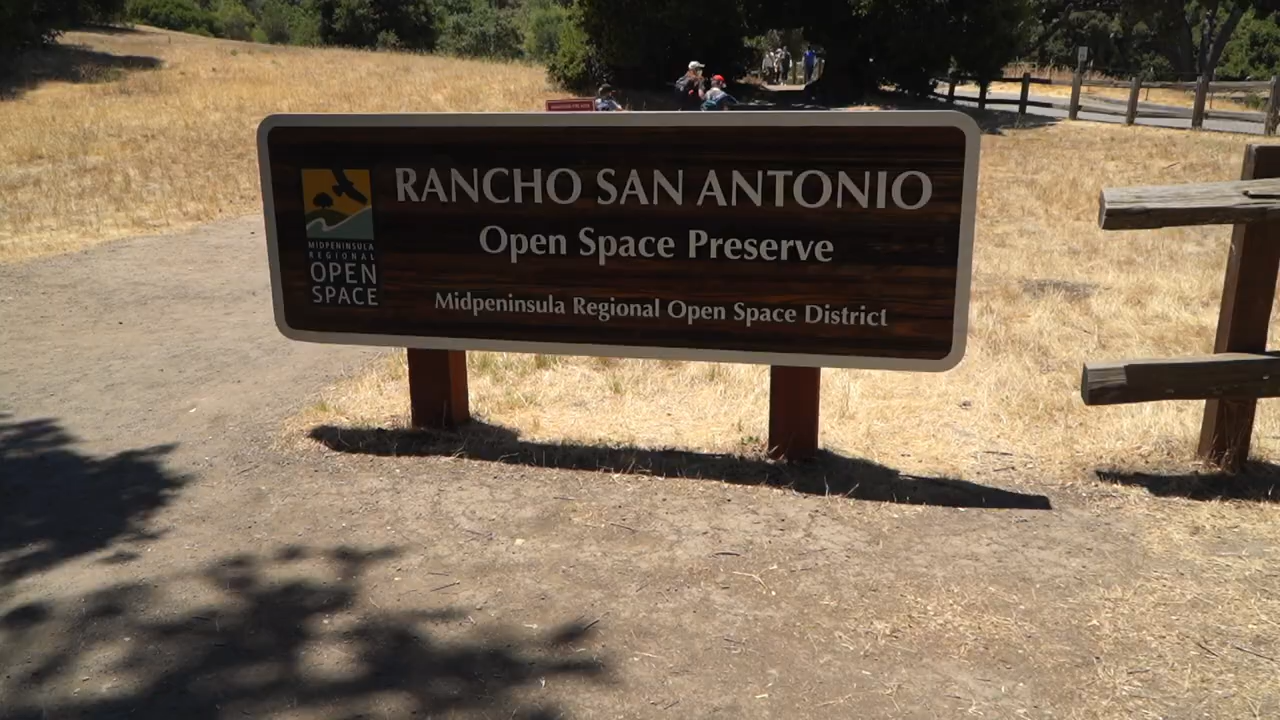 RANCHO SAN ANTONIO
Open Space Preserve
Midpeninsula Regional Open Space District
MIDPENINSULA
REGIONAL
OPEN
SPACE